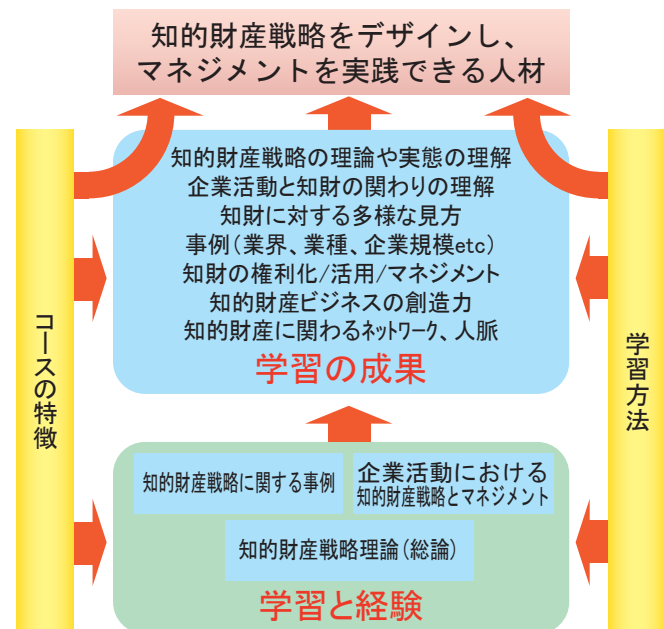 知的財産戦略をデザインし、
マネジメントを実践できる人材
知的財産戦略の理論や実態の理解
企業活動と知財の関わりの理解
知財に対する多様な見方
事例(業界、業種、企業規模etc)
知財の権利化/活用/マネジメント
知的財産ビジネスの創造力
知的財産に関わるネットワーク、人脈
学習の成果
コースの特徴
学習方法
知的財産戦略に関する事例
企業活動における
知的財産戦略とマネジメント
知的財産戦略理論(総論)
学習と経験